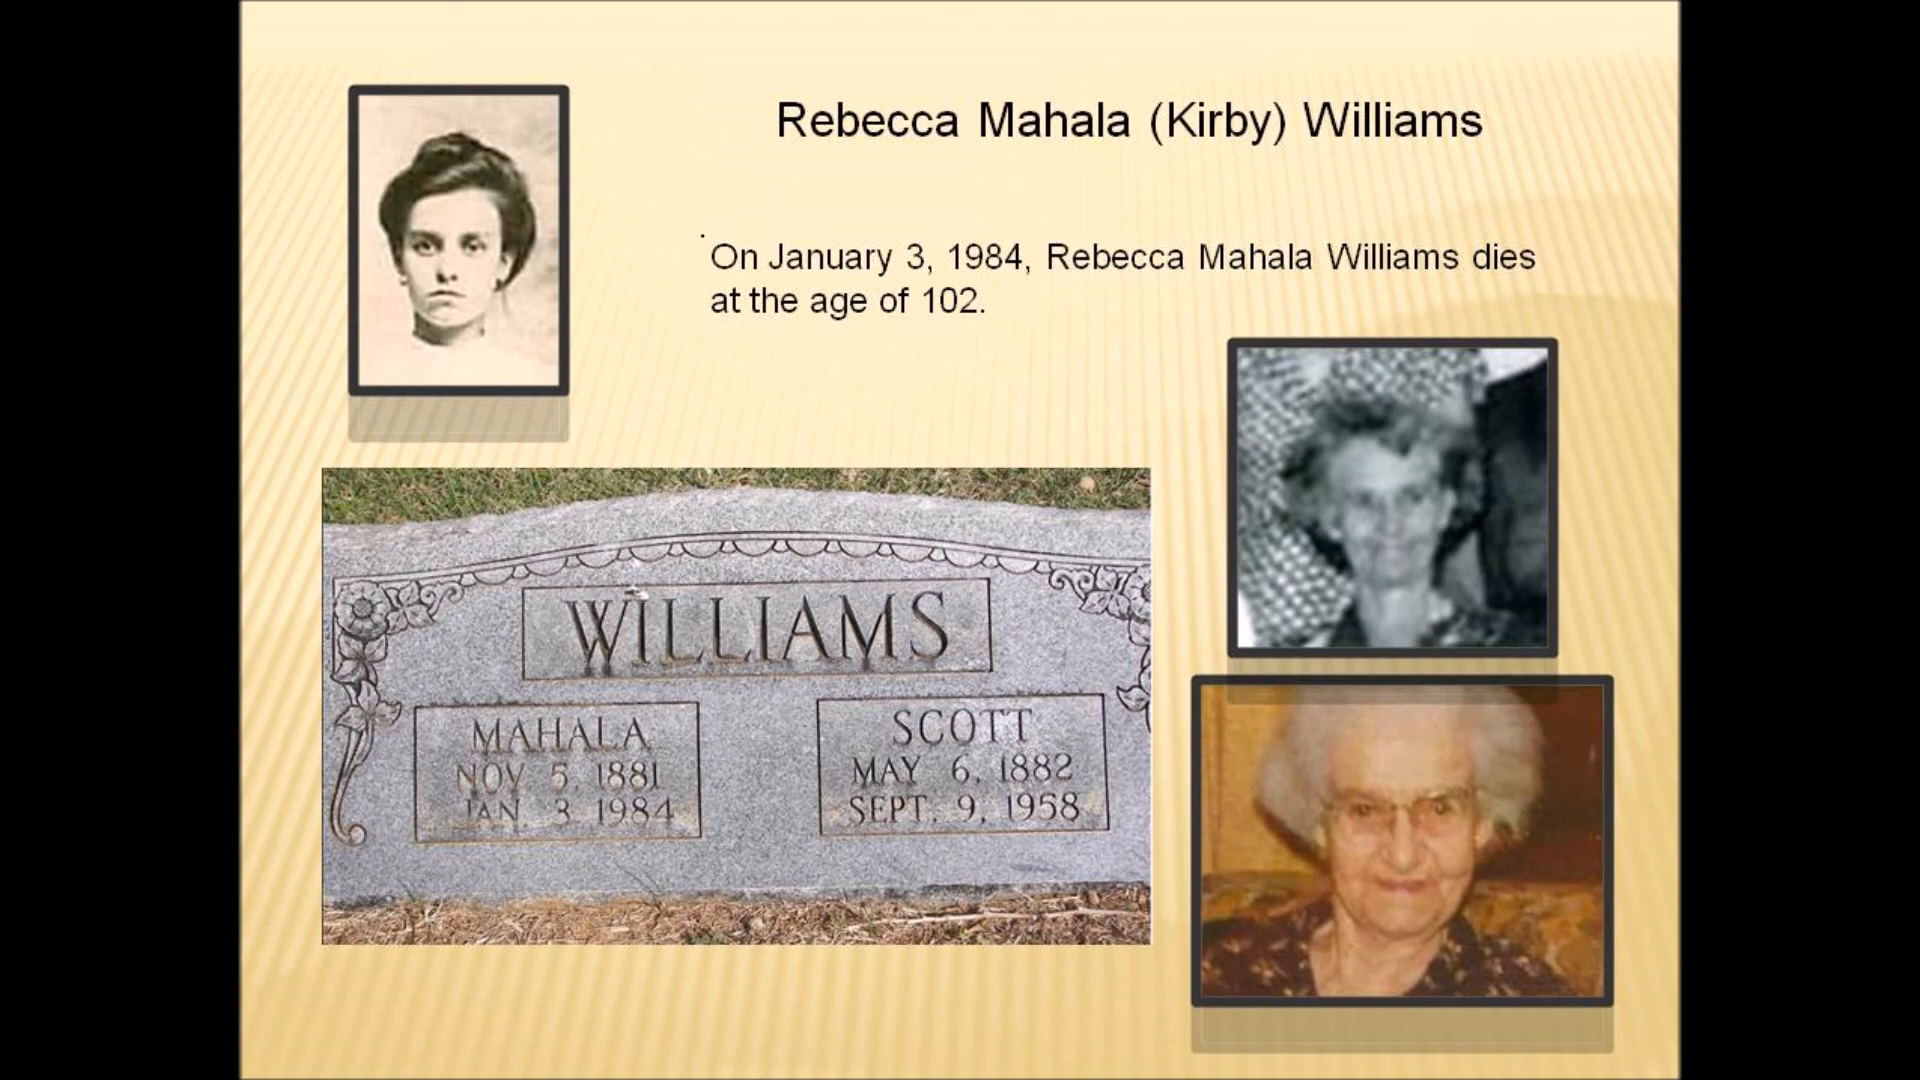 Rebecca Mahala (Kirby) Williams
On January 3, 1984, Rebecca Mahala Williams dies
at the age of 102.
WILLIAMS
MAHALA
NOV 5, 1881
JAN. 3 1984
SCOTT
MAY 6, 1882
SEPT. 9, 1958